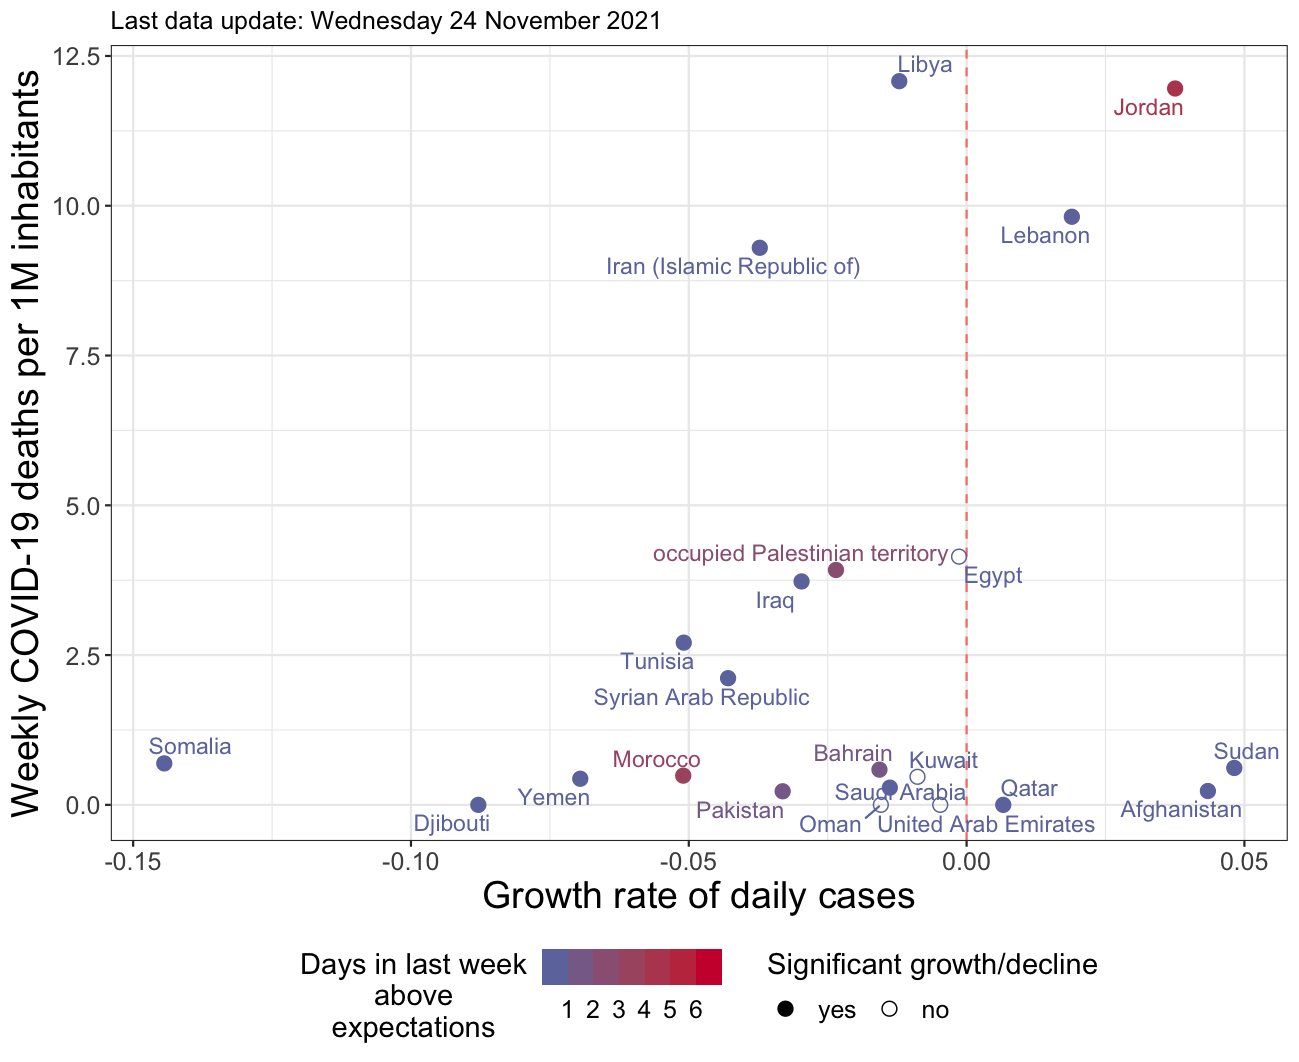 Last data update: Wednesday 24 November 2021
12.5
10.0
7.5
5.0
2.5
0.0
Weekly COVID-19 deaths per 1M inhabitants
Libya
Jordan
Lebanon
Iran (Islamic Republic of)
occupied Palestinian territory
Egypt
Iraq
Tunisia
Syrian Arab Republic
Somalia
Morocco
Bahrain
Kuwait
Sudan
Yemen
Saudi Arabia
Qatar
Pakistan
Afghanistan
Djibouti
Oman
United Arab Emirates
-0.15
-0.10
-0.05
0.00
0.05
Growth rate of daily cases
Days in last week
above
expectations
1 2 3 4 5 6
Significant growth/decline
yes
no